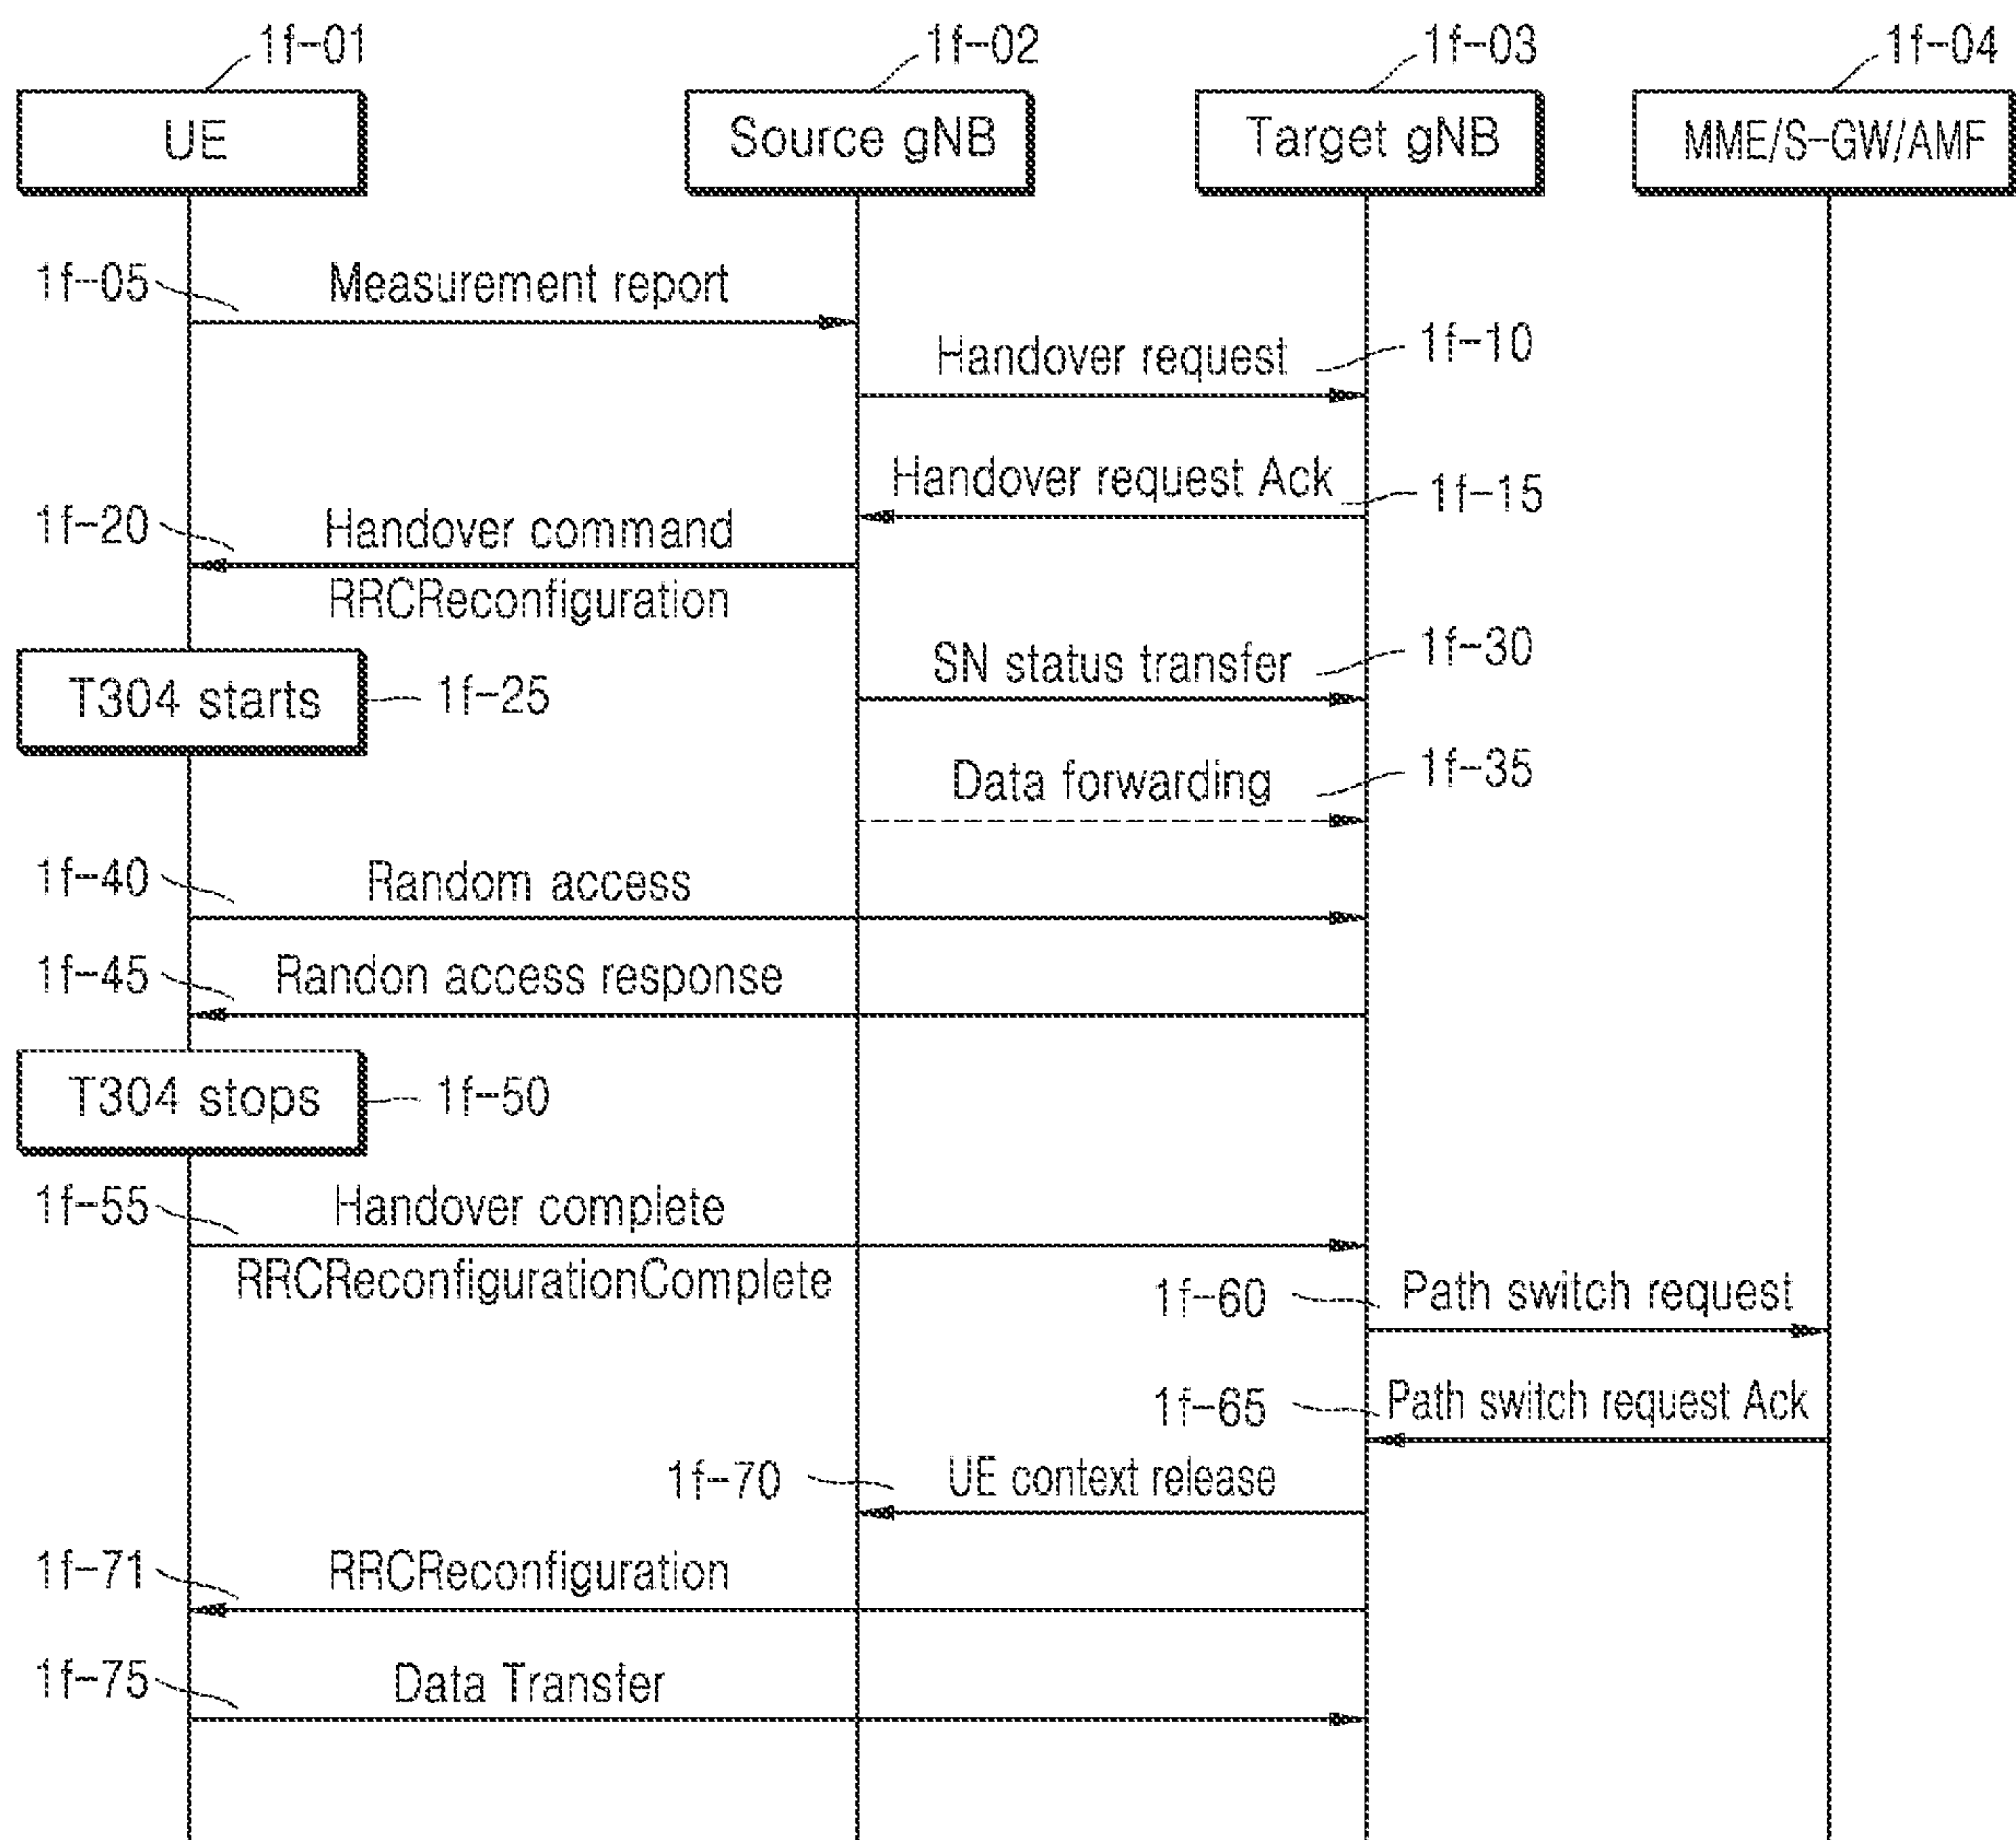 1f-01
1f-02
1f-03
1f-04
UE
Source gNB
Target gNB
MME/S-GW/AMF
1f-05
Measurement report
Handover request
1f-10
Handover request Ack
1f-15
1f-20
Handover command
RRCReconfiguration
SN status transfer
1f-30
T304 starts
1f-25
Data forwarding
1f-35
1f-40
Random access
1f-45
Randon access response
T304 stops
1f-50
1f-55
Handover complete
RRCReconfigurationComplete
1f-60
Path switch request
1f-65
Path switch request Ack
1f-70
UE context release
1f-71
RRCReconfiguration
1f-75
Data Transfer